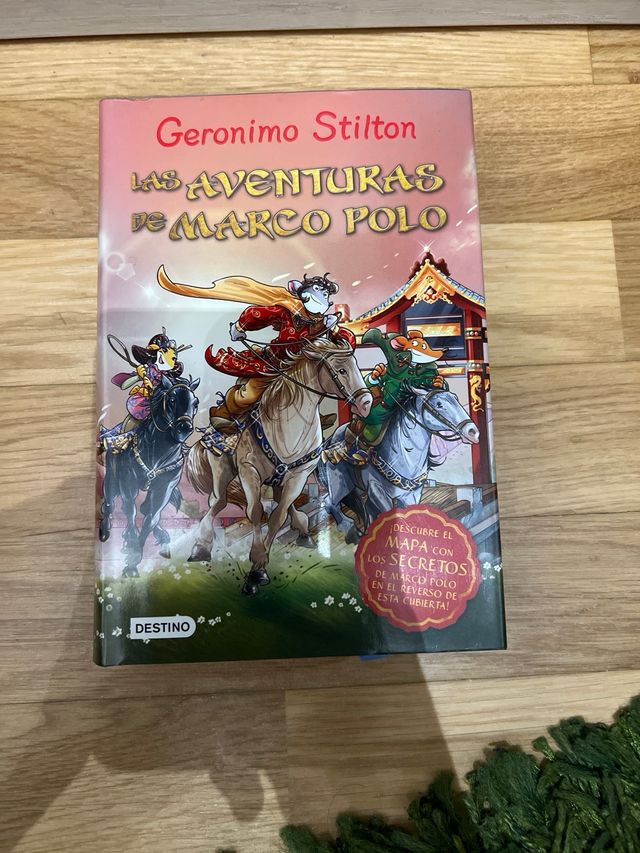 Geronimo Stilton
LAS AVENTURAS
DE MARCO POLO
¡DESCUBRE EL
MAPA CON
LOS SECRETOS
DE MARCO POLO
EN EL REVERSO DE
ESTA CUBIERTA!
DESTINO